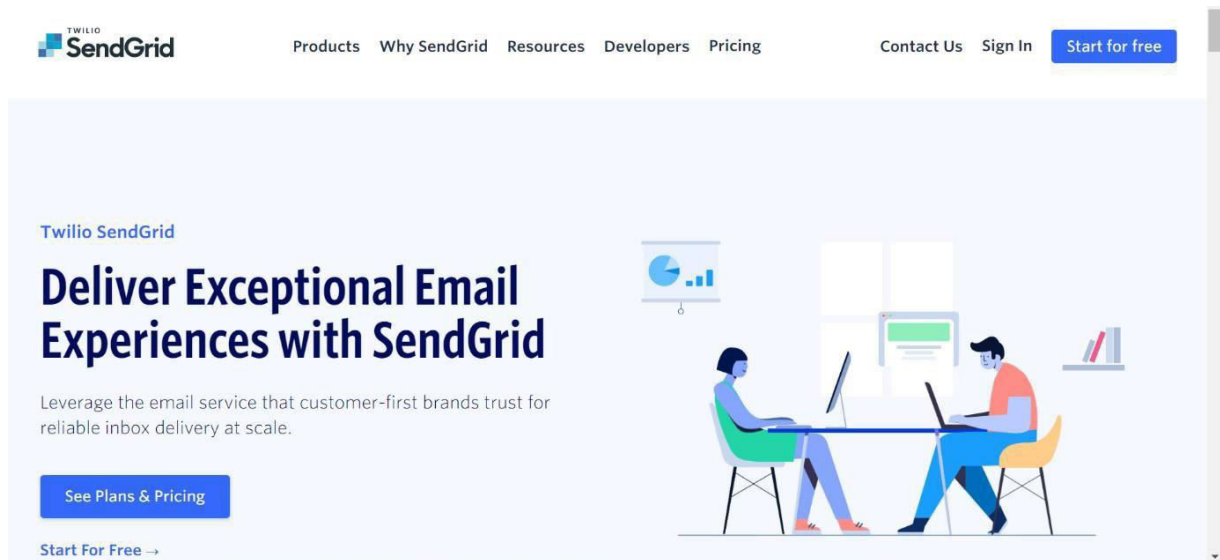 TWILIO
SendGrid
Products Why SendGrid Resources Developers Pricing Contact Us Sign In Start for free
Twilio SendGrid
Deliver Exceptional Email
Experiences with SendGrid
Leverage the email service that customer-first brands trust for
reliable inbox delivery at scale.
See Plans & Pricing
Start For Free →